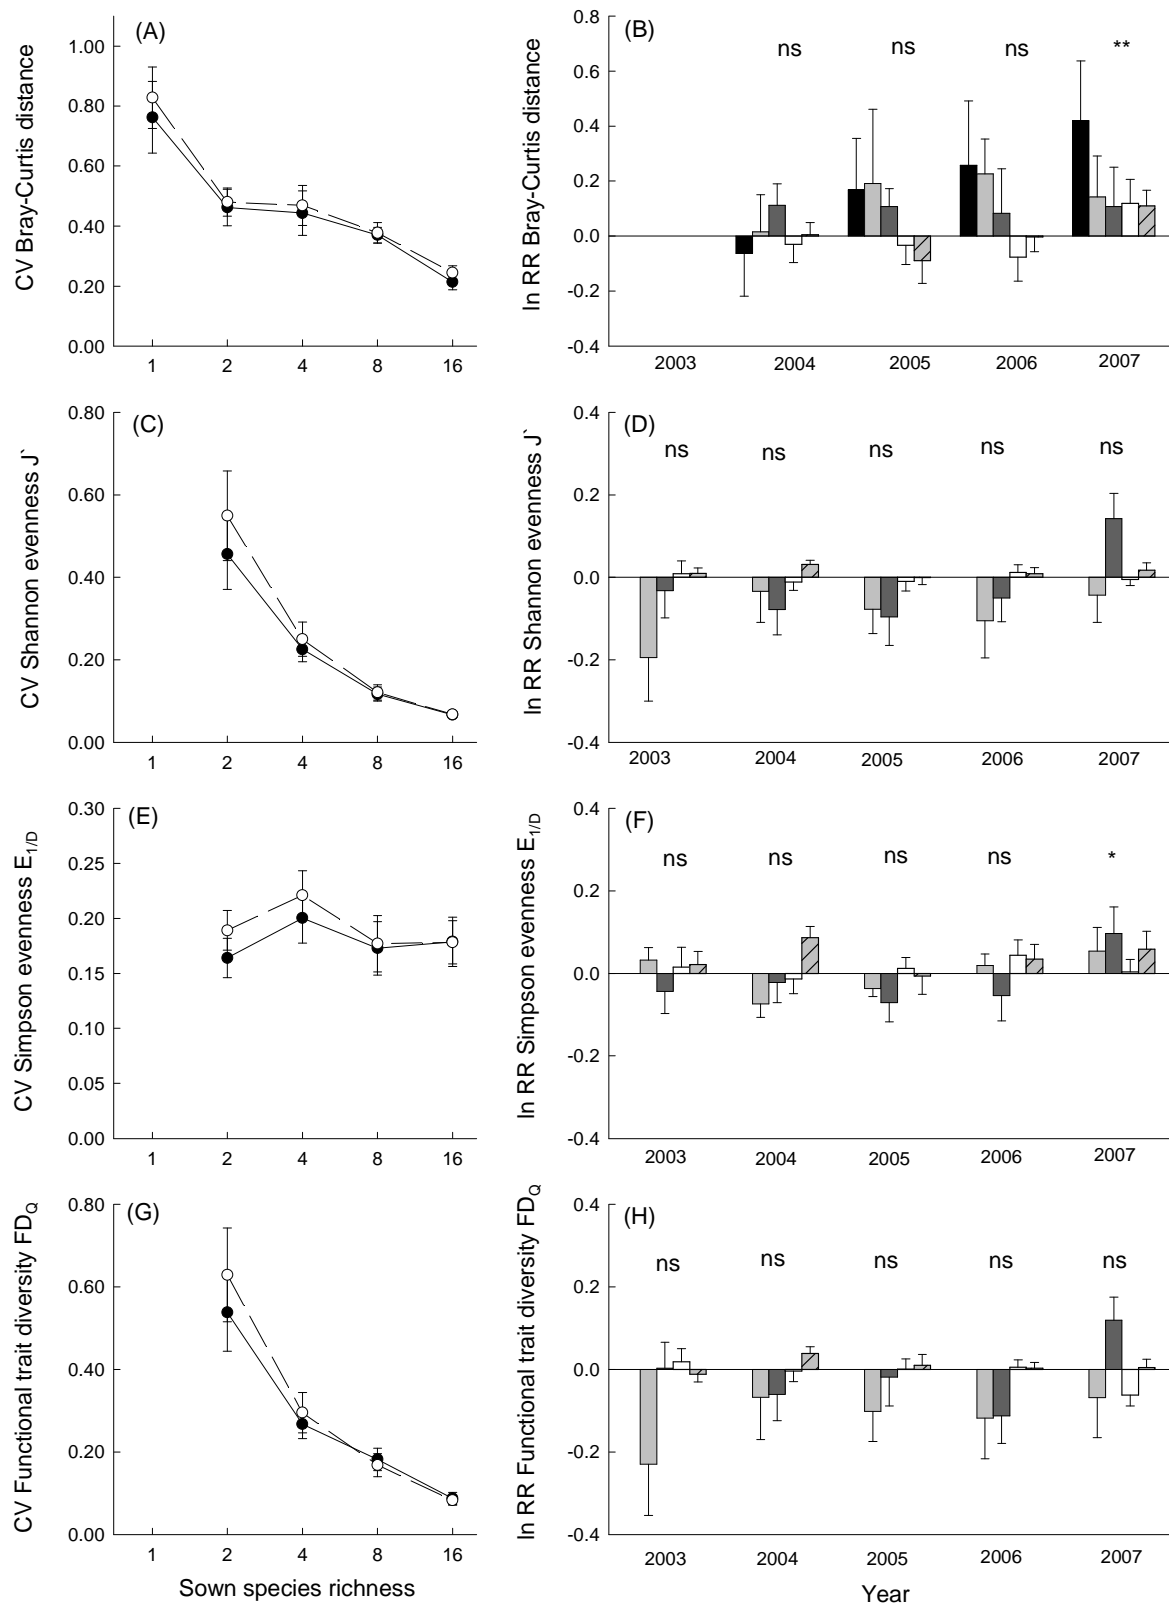 (A)
CV Bray-Curtis distance
1.00
0.80
0.60
0.40
0.20
0.00
1 2 4 8 16
(B)
ln RR Bray-Curtis distance
0.8
0.6
0.4
0.2
0.0
-0.2
-0.4
ns ns ns **
2003 2004 2005 2006 2007
(C)
CV Shannon evenness J`
0.80
0.60
0.40
0.20
0.00
1 2 4 8 16
(D)
ln RR Shannon evenness J`
0.4
0.2
0.0
-0.2
-0.4
ns ns ns ns ns
2003 2004 2005 2006 2007
(E)
CV Simpson evenness E1/D
0.30
0.25
0.20
0.15
0.10
0.05
0.00
1 2 4 8 16
(F)
ln RR Simpson evenness E1/D
0.4
0.2
0.0
-0.2
-0.4
ns ns ns ns *
2003 2004 2005 2006 2007
(G)
CV Functional trait diversity FDQ
0.80
0.60
0.40
0.20
0.00
1 2 4 8 16
Sown species richness
(H)
ln RR Functional trait diversity FDQ
0.4
0.2
0.0
-0.2
-0.4
ns ns ns ns ns
2003 2004 2005 2006 2007
Year